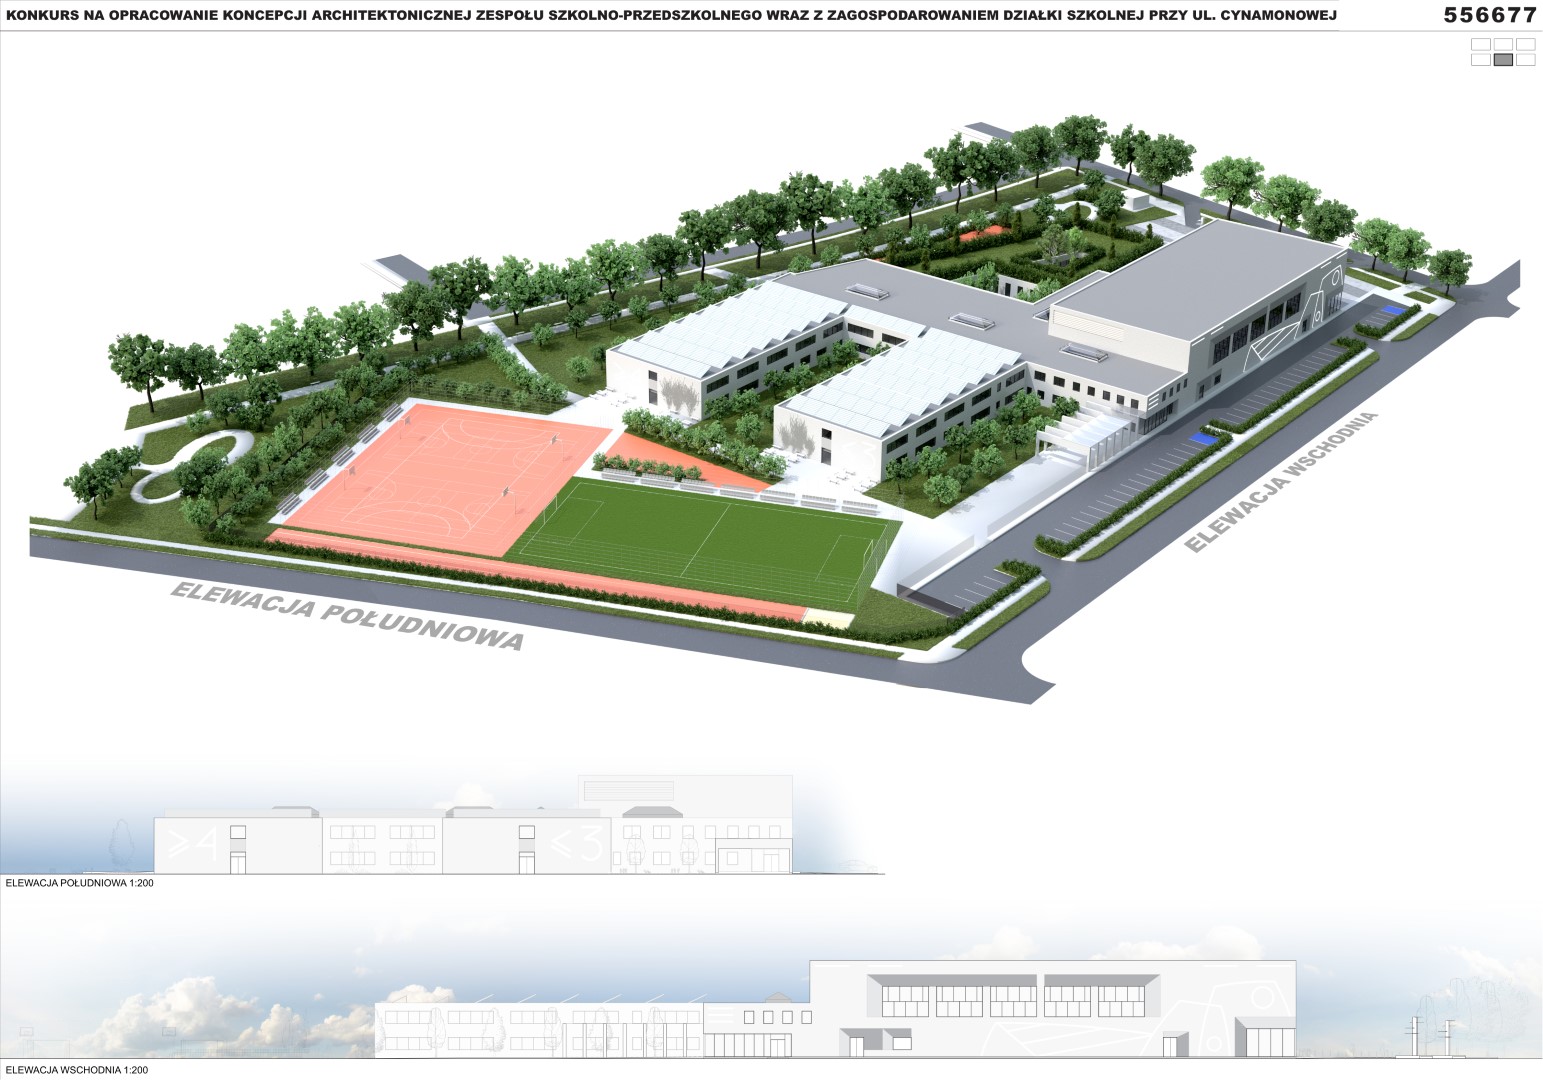 KONKURS NA OPRACOWANIE KONCEPCJI ARCHITEKTONICZNEJ ZESPOŁU SZKOLNO-PRZEDSZKOLNEGO WRAZ Z ZAGOSPODAROWANIEM DZIAŁKI SZKOLNEJ PRZY UL. CYNAMONOWEJ
556677
ELEWACJA WSCHODNIA
ELEWACJA POŁUDNIOWA
≥4
≤3
ELEWACJA POŁUDNIOWA 1:200
ELEWACJA WSCHODNIA 1:200